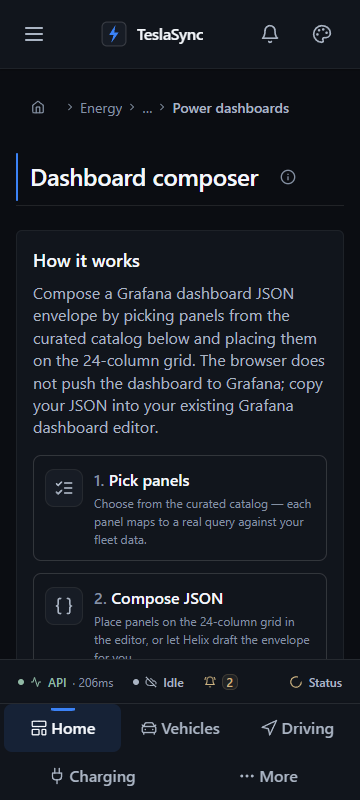 TeslaSync
Energy ... Power dashboards
Dashboard composer
How it works
Compose a Grafana dashboard JSON
envelope by picking panels from the
curated catalog below and placing them
on the 24-column grid. The browser does
not push the dashboard to Grafana; copy
your JSON into your existing Grafana
dashboard editor.
1. Pick panels
Choose from the curated catalog — each
panel maps to a real query against your
fleet data.
2. Compose JSON
Place panels on the 24-column grid in
the editor, or let Helix draft the envelope
for you.
API · 206ms Idle 2 Status
Home Vehicles Driving
Charging More